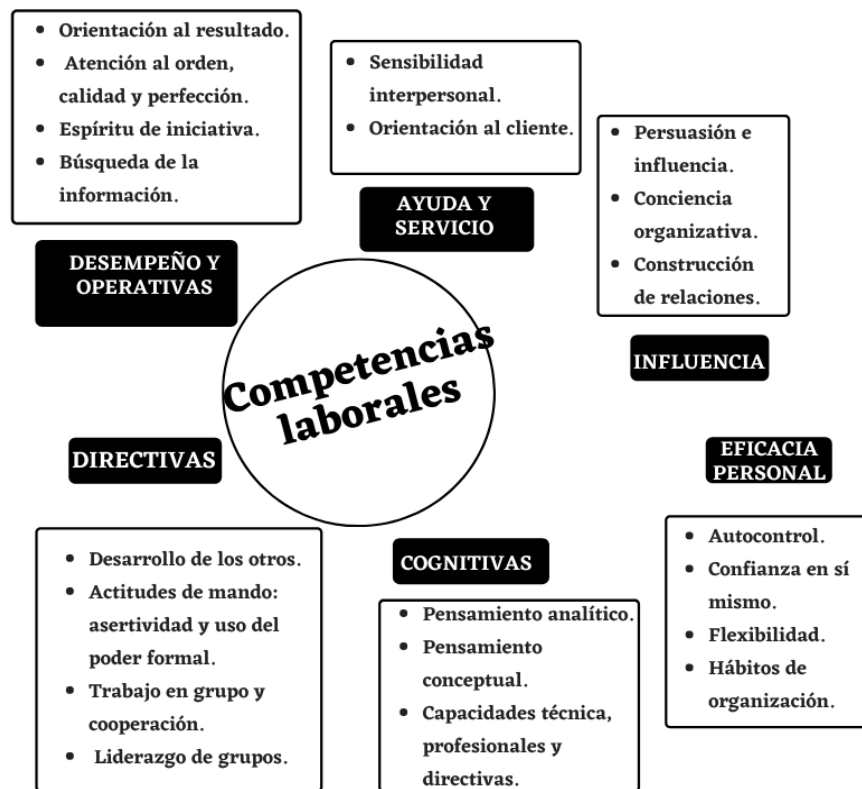 • Orientación al resultado.
• Atención al orden,
calidad y perfección.
• Espíritu de iniciativa.
• Búsqueda de la
información.
DESEMPEÑO Y
OPERATIVAS
• Sensibilidad
interpersonal.
• Orientación al cliente.
AYUDA Y
SERVICIO
• Persuasión e
influencia.
• Conciencia
organizativa.
• Construcción
de relaciones.
INFLUENCIA
Competencias
laborales
DIRECTIVAS
• Desarrollo de los otros.
• Actitudes de mando:
asertividad y uso del
poder formal.
• Trabajo en grupo y
cooperación.
• Liderazgo de grupos.
COGNITIVAS
• Pensamiento analítico.
• Pensamiento
conceptual.
• Capacidades técnica,
profesionales y
directivas.
EFICACIA
PERSONAL
• Autocontrol.
• Confianza en sí
mismo.
• Flexibilidad.
• Hábitos de
organización.